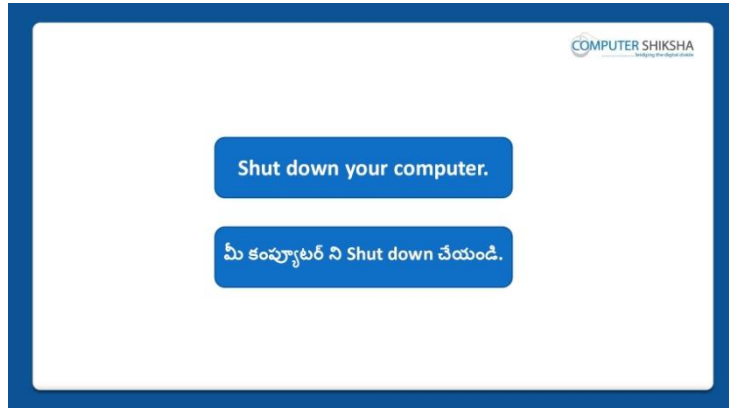 COMPUTER SHIKSHA
bridging the digital divide
Shut down your computer.
మీ కంప్యూటర్ ని Shut down చేయండి.